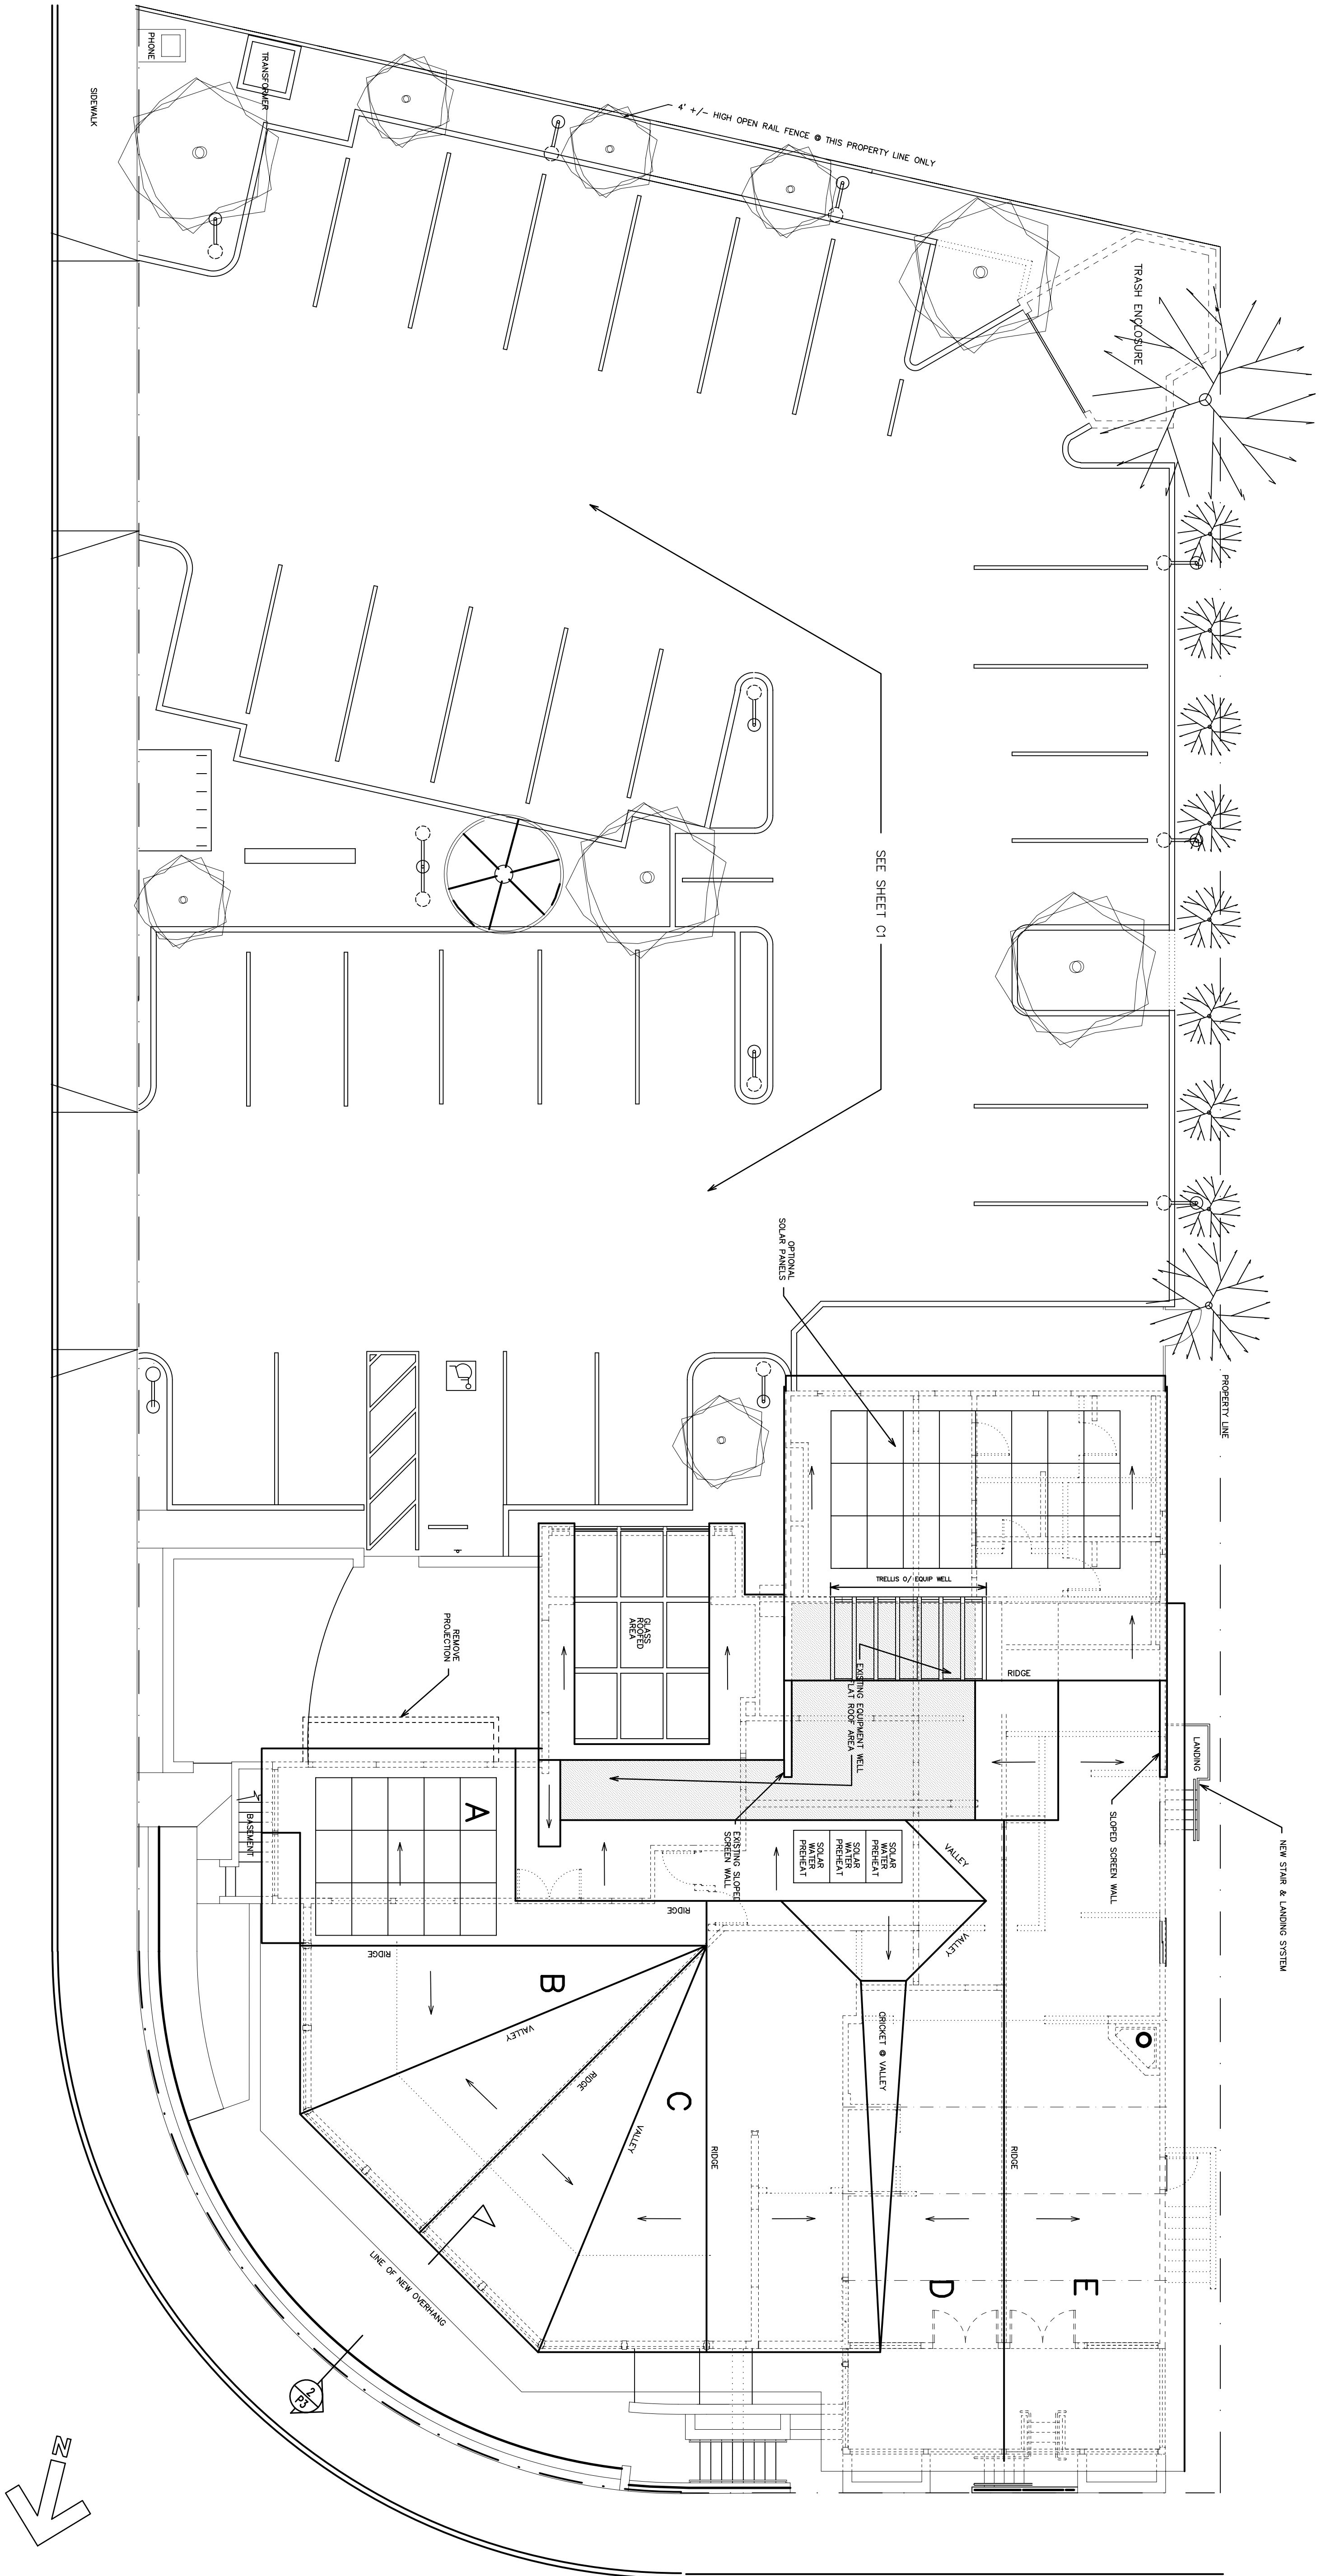 PHONE
TRANSFORMER
SIDEWALK
4' +/- HIGH OPEN RAIL FENCE @ THIS PROPERTY LINE ONLY
TRASH ENCLOSURE
SEE SHEET C1
OPTIONAL
SOLAR PANELS
PROPERTY LINE
TRELLIS O/ EQUIP WELL
GLASS
ROOFED
AREA
REMOVE
PROJECTION
RIDGE
EXISTING EQUIPMENT WELL
FLAT ROOF AREA
LANDING
NEW STAIR & LANDING SYSTEM
SLOPED SCREEN WALL
BASEMENT
A
EXISTING SLOPED
SCREEN WALL
SOLAR
WATER
PREHEAT
SOLAR
WATER
PREHEAT
SOLAR
WATER
PREHEAT
VALLEY
RIDGE
VALLEY
RIDGE
B
VALLEY
RIDGE
C
VALLEY
CRICKET @ VALLEY
RIDGE
RIDGE
D
E
LINE OF NEW OVERHANG
2
P3
N